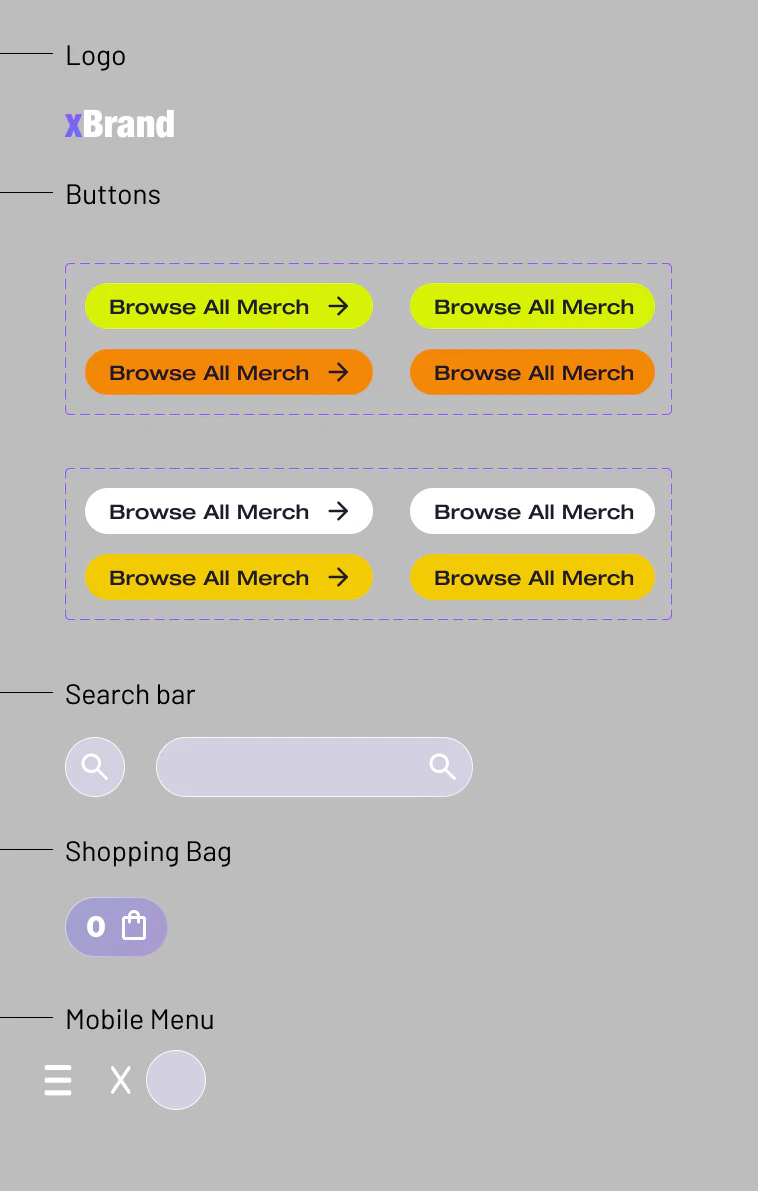 Logo
xBrand
Buttons
Browse All Merch → Browse All Merch
Browse All Merch → Browse All Merch
Browse All Merch → Browse All Merch
Browse All Merch → Browse All Merch
Search bar
Shopping Bag
0
Mobile Menu
X